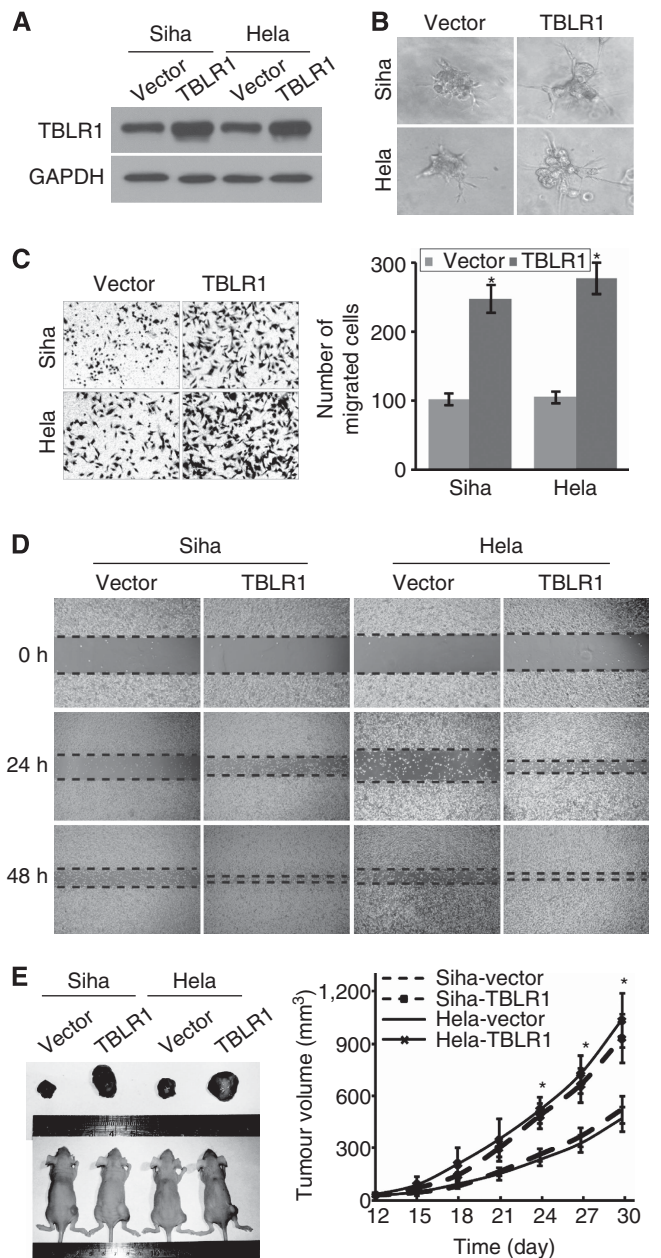 A
Siha Hela
Vector TBLR1 Vector TBLR1
TBLR1
GAPDH
B
Vector TBLR1
Siha
Hela
C
Vector TBLR1
Siha
Hela
Vector TBLR1
Number of
migrated cells
300
200
100
0
* *
Siha Hela
D
Siha Hela
Vector TBLR1 Vector TBLR1
0 h
24 h
48 h
E
Siha Hela
Vector TBLR1 Vector TBLR1
Tumour volume (mm³)
1,200
900
600
300
0
Siha-vector
Siha-TBLR1
Hela-vector
Hela-TBLR1
* * *
12 15 18 21 24 27 30
Time (day)